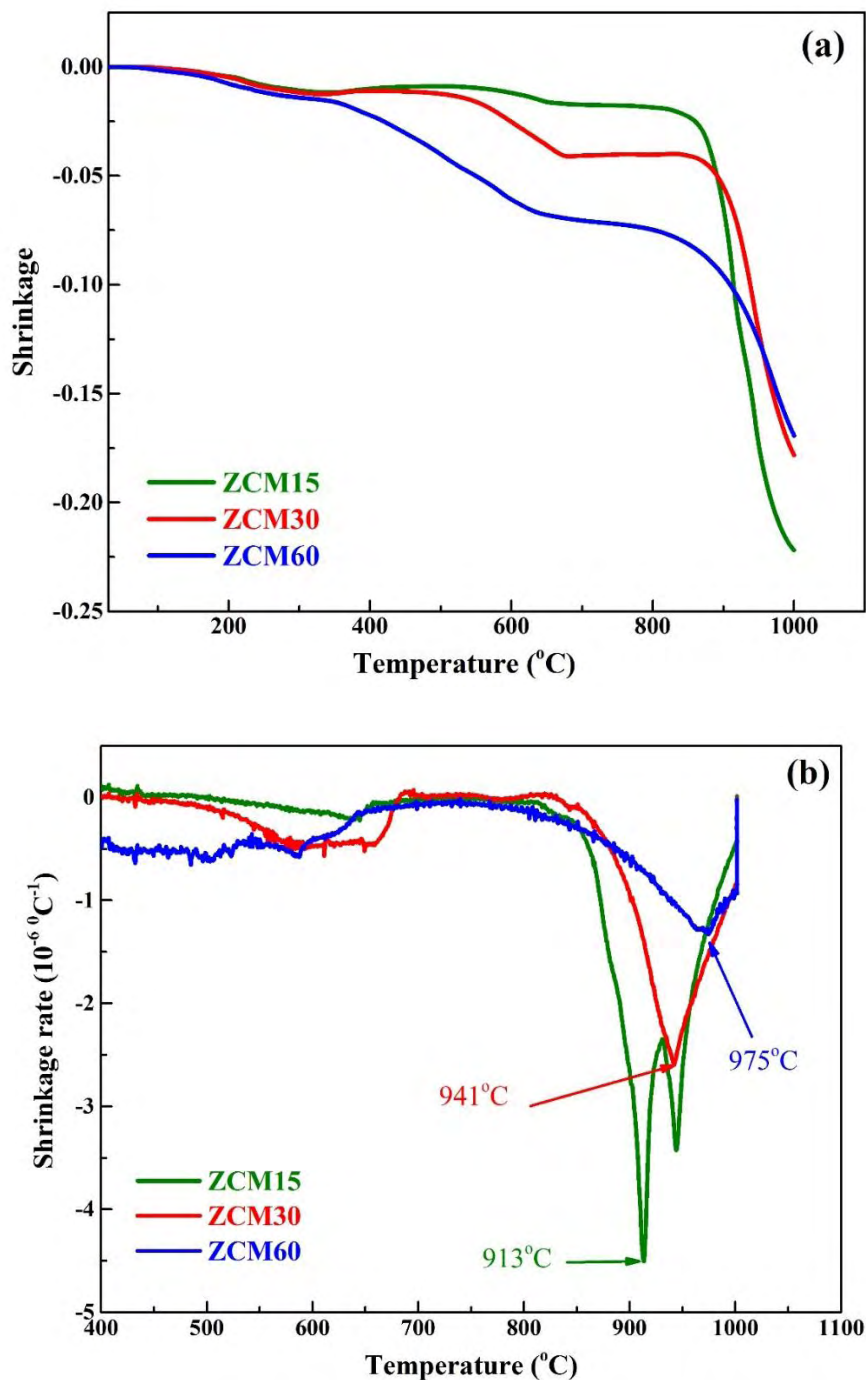 (a)
0.00
-0.05
-0.10
-0.15
-0.20
-0.25
Shrinkage
ZCM15
ZCM30
ZCM60
200 400 600 800 1000
Temperature (°C)
(b)
0
-1
-2
-3
-4
-5
Shrinkage rate (10⁻⁶ ⁰C⁻¹)
975°C
941°C
913°C
ZCM15
ZCM30
ZCM60
400 500 600 700 800 900 1000 1100
Temperature (°C)